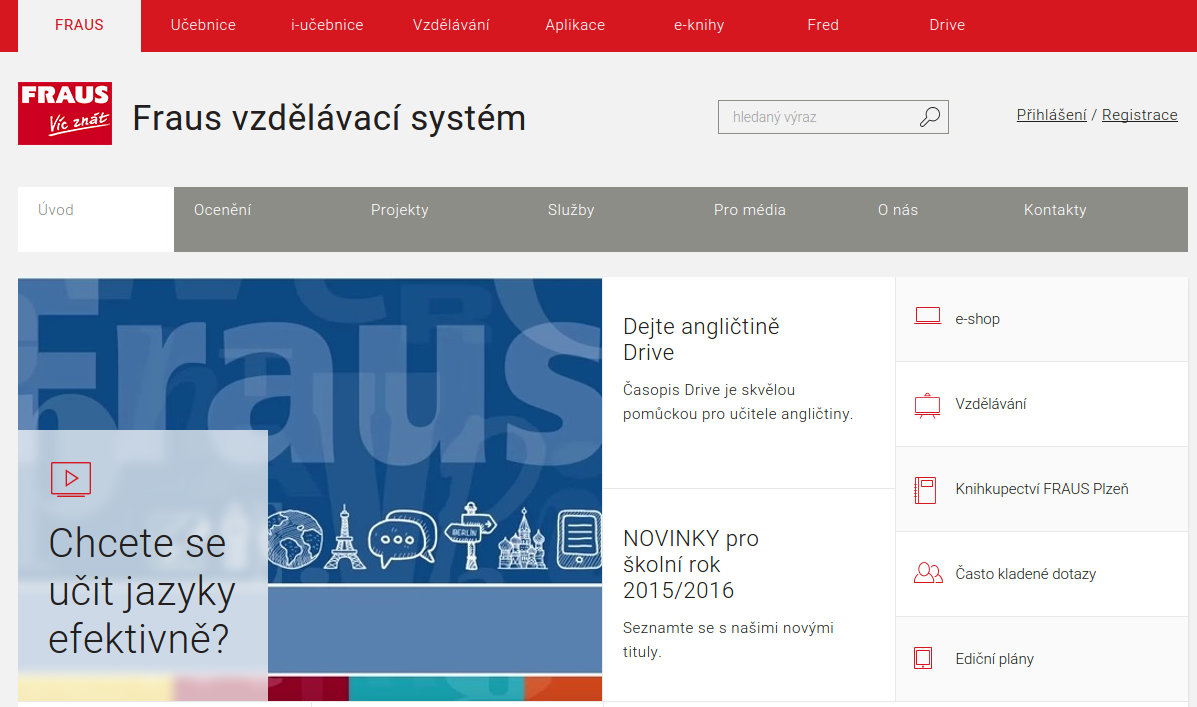 FRAUS Učebnice i-učebnice Vzdělávání Aplikace e-knihy Fred Drive
FRAUS
Víc znát
Fraus vzdělávací systém
hledaný výraz
Přihlášení / Registrace
Úvod Ocenění Projekty Služby Pro média O nás Kontakty
Fraus
BERLIN
Chcete se
učit jazyky
efektivně?
Dejte angličtině
Drive
Časopis Drive je skvělou
pomůckou pro učitele angličtiny.
NOVINKY pro
školní rok
2015/2016
Seznamte se s našimi novými
tituly.
e-shop
Vzdělávání
Knihkupectví FRAUS Plzeň
Často kladené dotazy
Ediční plány